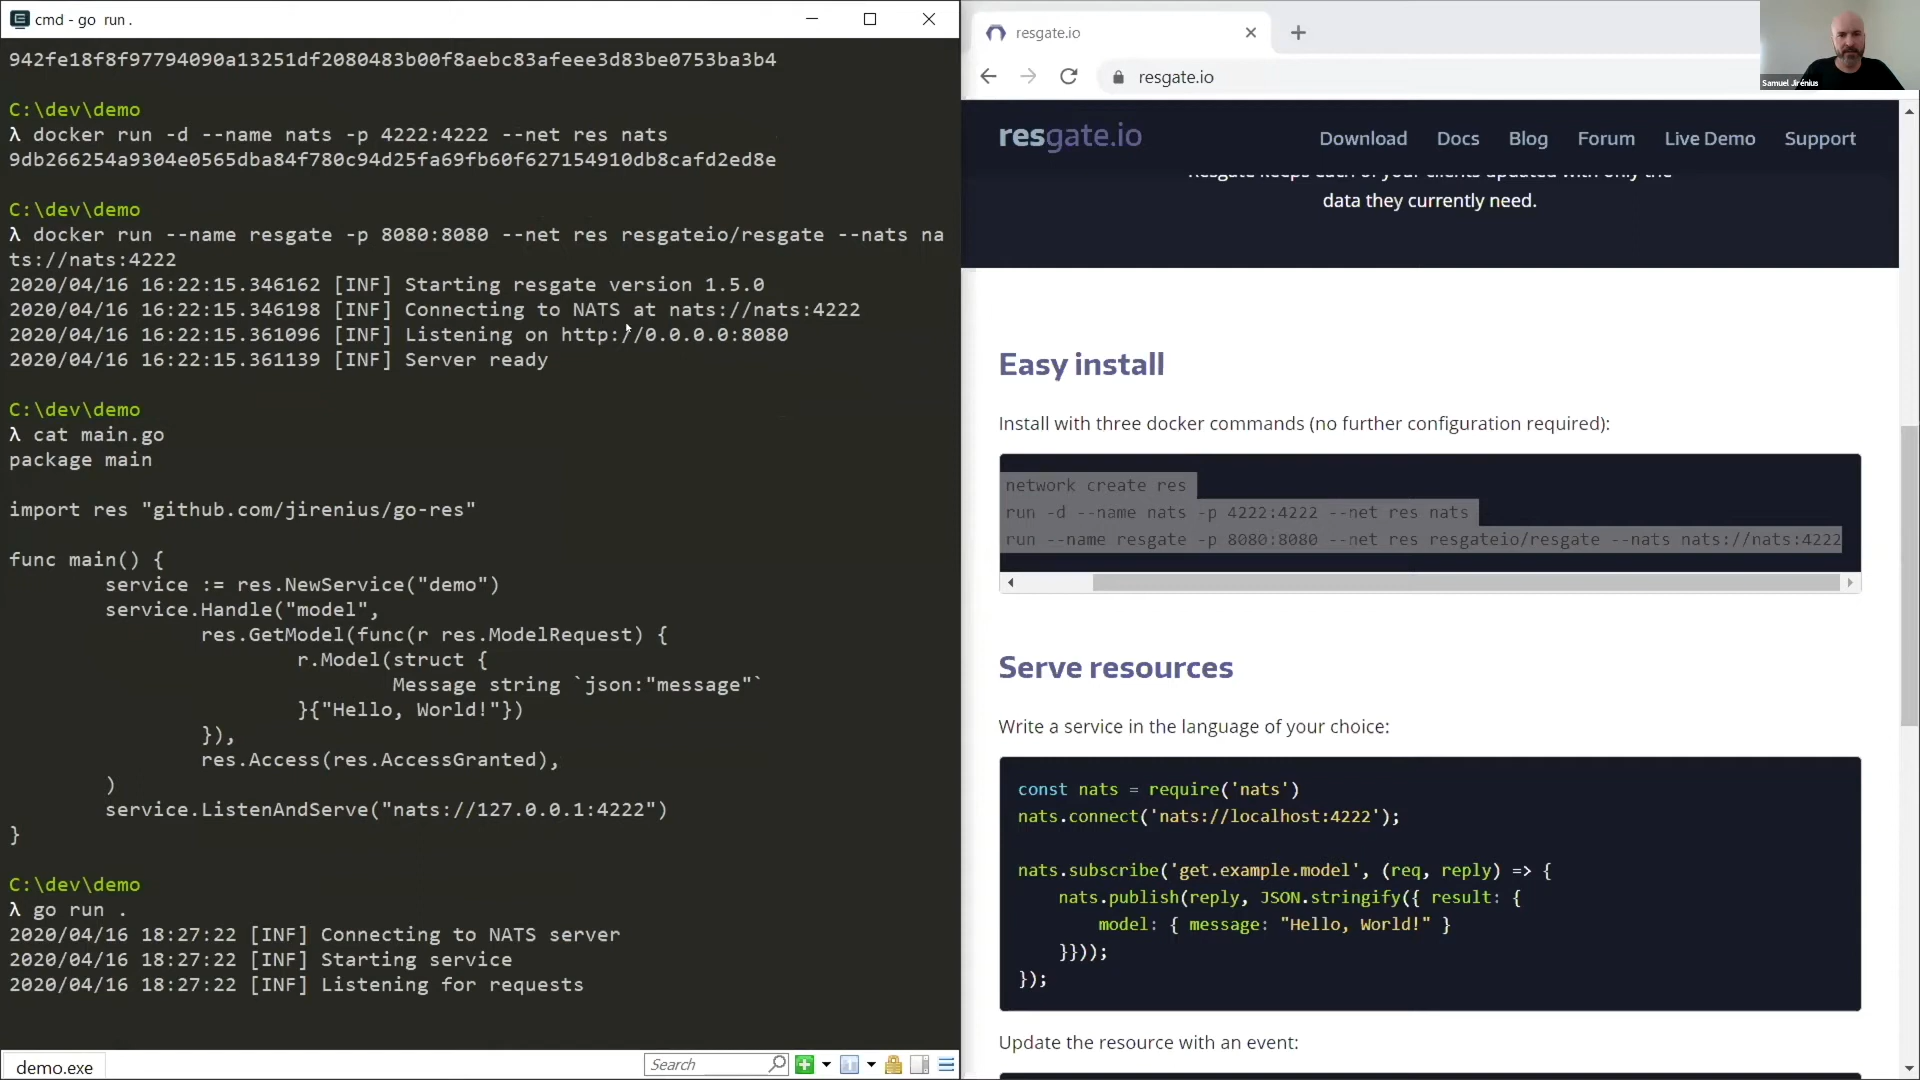 cmd - go run .
942fe18f8f97794090a13251df2080483b00f8aebc83afeee3d83be0753ba3b4
C:\dev\demo
λ docker run -d --name nats -p 4222:4222 --net res nats
9db266254a9304e0565dba84f780c94d25fa69fb60f627154910db8cafd2ed8e
C:\dev\demo
λ docker run --name resgate -p 8080:8080 --net res resgateio/resgate --nats na
ts://nats:4222
2020/04/16 16:22:15.346162 [INF] Starting resgate version 1.5.0
2020/04/16 16:22:15.346198 [INF] Connecting to NATS at nats://nats:4222
2020/04/16 16:22:15.361096 [INF] Listening on http://0.0.0.0:8080
2020/04/16 16:22:15.361139 [INF] Server ready
C:\dev\demo
λ cat main.go
package main
import res "github.com/jirenius/go-res"
func main() {
service := res.NewService("demo")
service.Handle("model",
res.GetModel(func(r res.ModelRequest) {
r.Model(struct {
Message string `json:"message"`
}{"Hello, World!"})
}),
res.Access(res.AccessGranted),
)
service.ListenAndServe("nats://127.0.0.1:4222")
}
C:\dev\demo
λ go run .
2020/04/16 18:27:22 [INF] Connecting to NATS server
2020/04/16 18:27:22 [INF] Starting service
2020/04/16 18:27:22 [INF] Listening for requests
demo.exe
Search
resgate.io
resgate.io
Samuel Jirénius
resgate.io
Download Docs Blog Forum Live Demo Support
Resgate keeps each of your clients updated with only the
data they currently need.
Easy install
Install with three docker commands (no further configuration required):
network create res
run -d --name nats -p 4222:4222 --net res nats
run --name resgate -p 8080:8080 --net res resgateio/resgate --nats nats://nats:4222
Serve resources
Write a service in the language of your choice:
const nats = require('nats')
nats.connect('nats://localhost:4222');
nats.subscribe('get.example.model', (req, reply) => {
nats.publish(reply, JSON.stringify({ result: {
model: { message: "Hello, World!" }
}}));
});
Update the resource with an event: